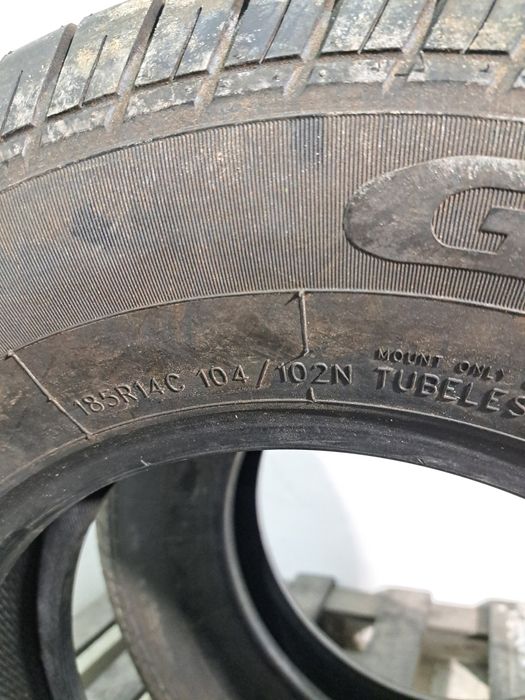 G
185R14C 104/102N
MOUNT ONLY
TUBELES